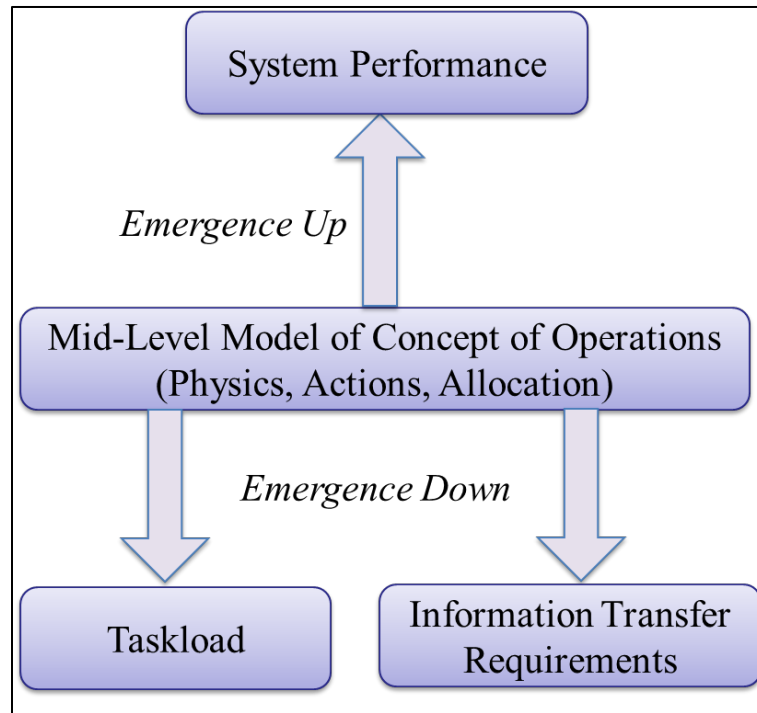 System Performance
Emergence Up
Mid-Level Model of Concept of Operations
(Physics, Actions, Allocation)
Emergence Down
Taskload
Information Transfer
Requirements